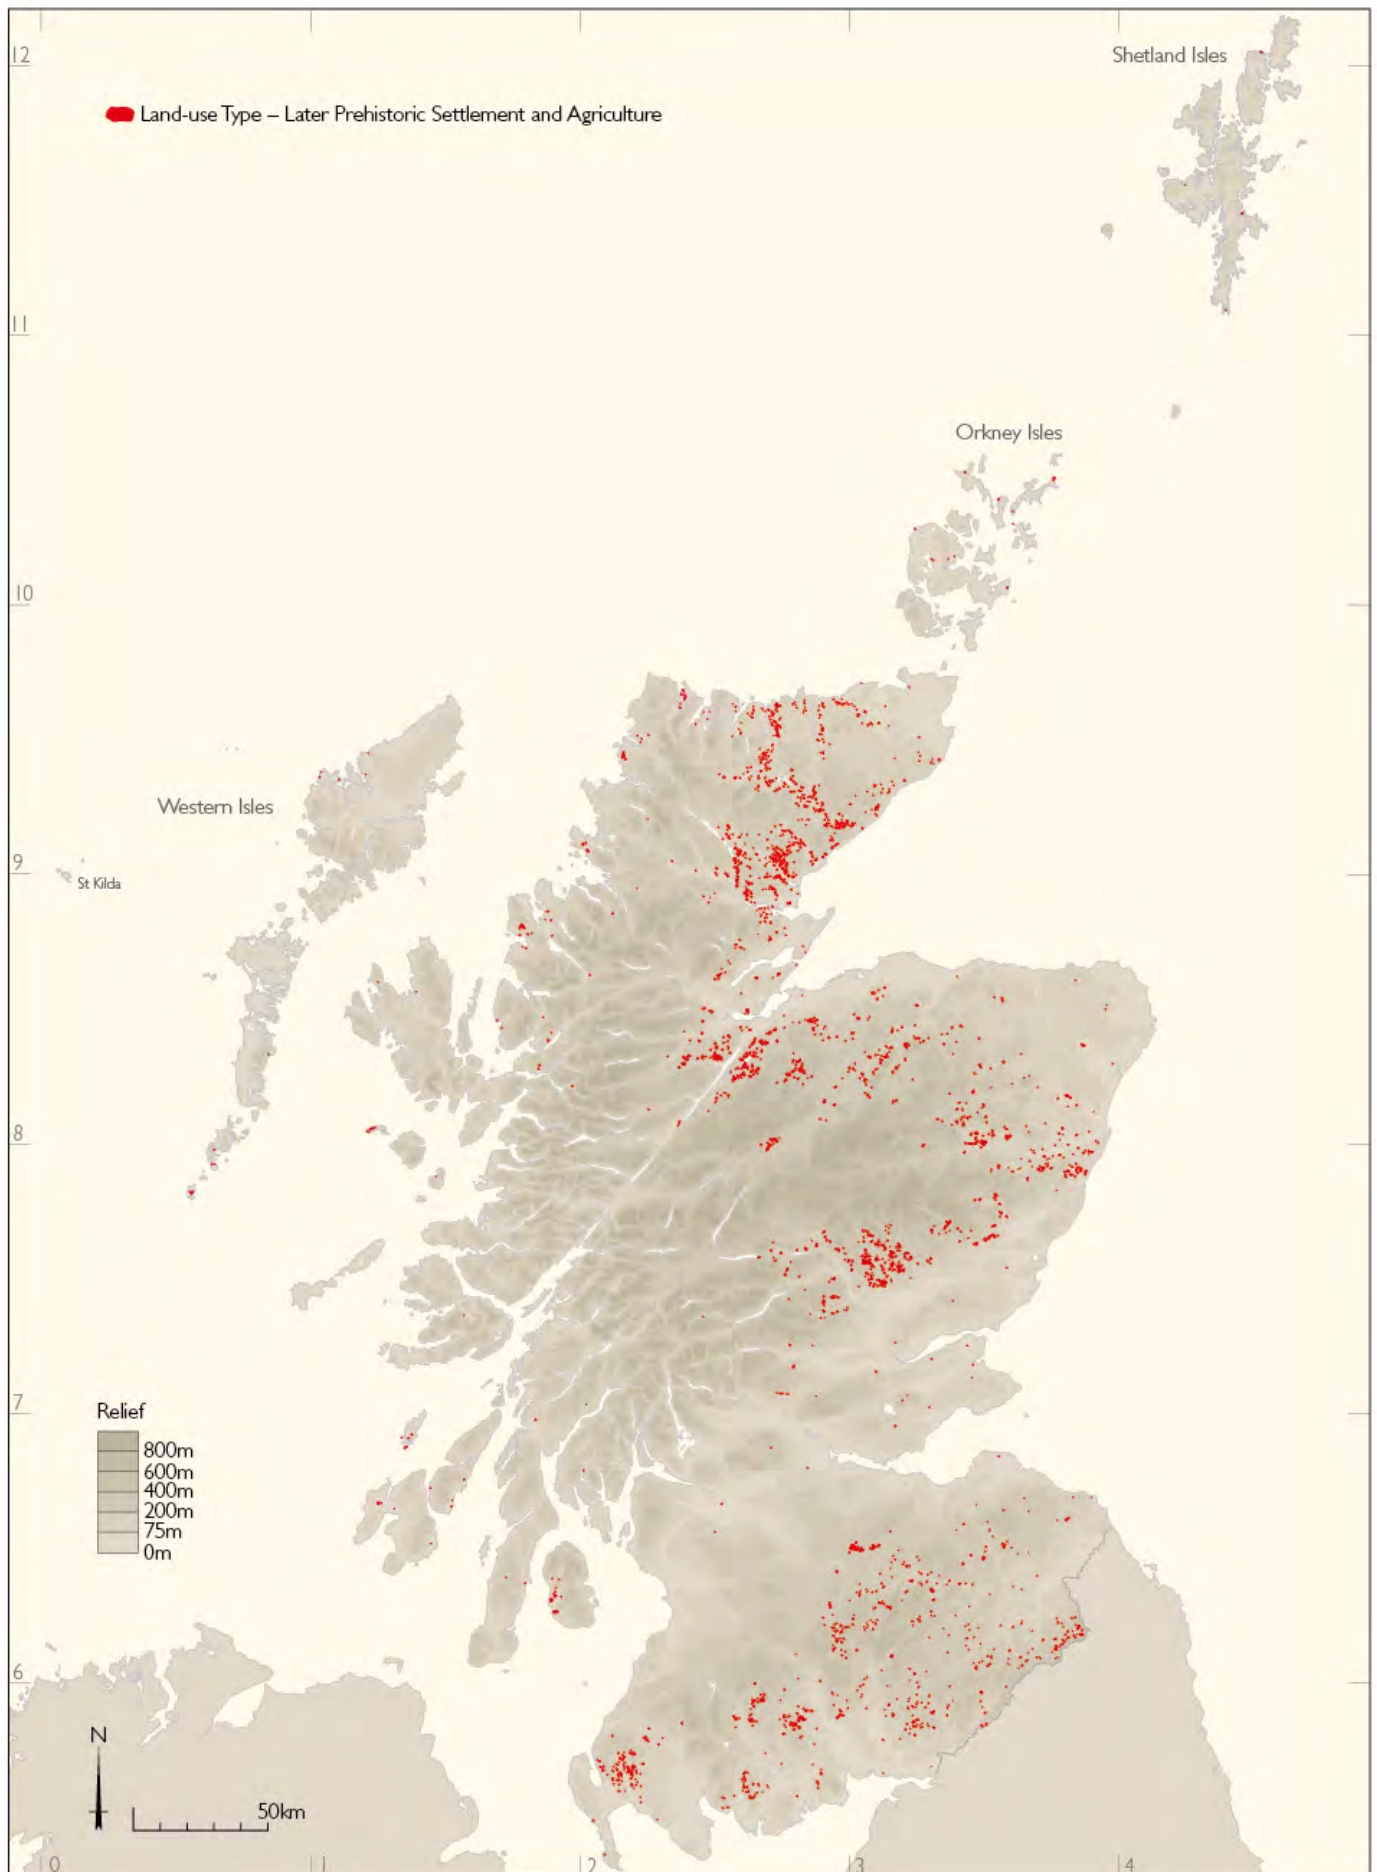 12
Shetland Isles
Land-use Type – Later Prehistoric Settlement and Agriculture
11
Orkney Isles
10
Western Isles
9
St Kilda
8
7
Relief
800m
600m
400m
200m
75m
0m
6
N
50km
0
1
2
3
4